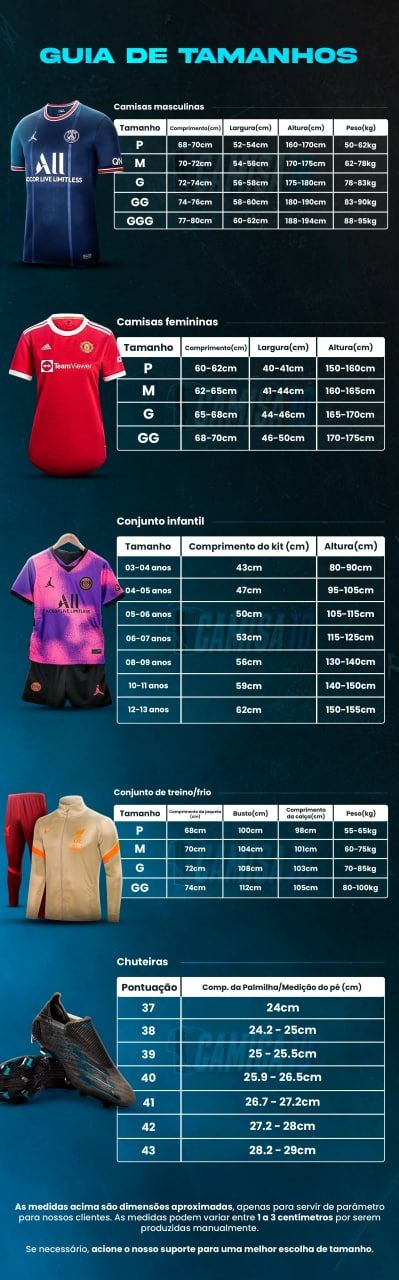 GUIA DE TAMANHOS
Camisas masculinas
Tamanho Comprimento(cm) Largura(cm) Altura(cm) Peso(kg)
P 68-70cm 52-54cm 160-170cm 50-62kg
M 70-72cm 54-56cm 170-175cm 62-78kg
G 72-74cm 56-58cm 175-180cm 78-83kg
GG 74-76cm 58-60cm 180-190cm 83-90kg
GGG 77-80cm 60-62cm 188-194cm 88-95kg
All
ACCOR LIVE LIMITLESS
Camisas femininas
Tamanho Comprimento(cm) Largura(cm) Altura(cm)
P 60-62cm 40-41cm 150-160cm
M 62-65cm 41-44cm 160-165cm
G 65-68cm 44-46cm 165-170cm
GG 68-70cm 46-50cm 170-175cm
TeamViewer
Conjunto infantil
Tamanho Comprimento do kit (cm) Altura(cm)
03-04 anos 43cm 80-90cm
04-05 anos 47cm 95-105cm
05-06 anos 50cm 105-115cm
06-07 anos 53cm 115-125cm
08-09 anos 56cm 130-140cm
10-11 anos 59cm 140-150cm
12-13 anos 62cm 150-155cm
All
ACCOR LIVE LIMITLESS
CAMISA10
Conjunto de treino/frio
Tamanho Comprimento da jaqueta (cm) Busto(cm) Comprimento da calça(cm) Peso(kg)
P 68cm 100cm 98cm 55-65kg
M 70cm 104cm 101cm 60-75kg
G 72cm 108cm 103cm 70-85kg
GG 74cm 112cm 105cm 80-100kg
Chuteiras
Pontuação Comp. da Palmilha/Medição do pé (cm)
37 24cm
38 24.2 - 25cm
39 25 - 25.5cm
40 25.9 - 26.5cm
41 26.7 - 27.2cm
42 27.2 - 28cm
43 28.2 - 29cm
As medidas acima são dimensões aproximadas, apenas para servir de parâmetro
para nossos clientes. As medidas podem variar entre 1 a 3 centímetros por serem
produzidas manualmente.
Se necessário, acione o nosso suporte para uma melhor escolha de tamanho.